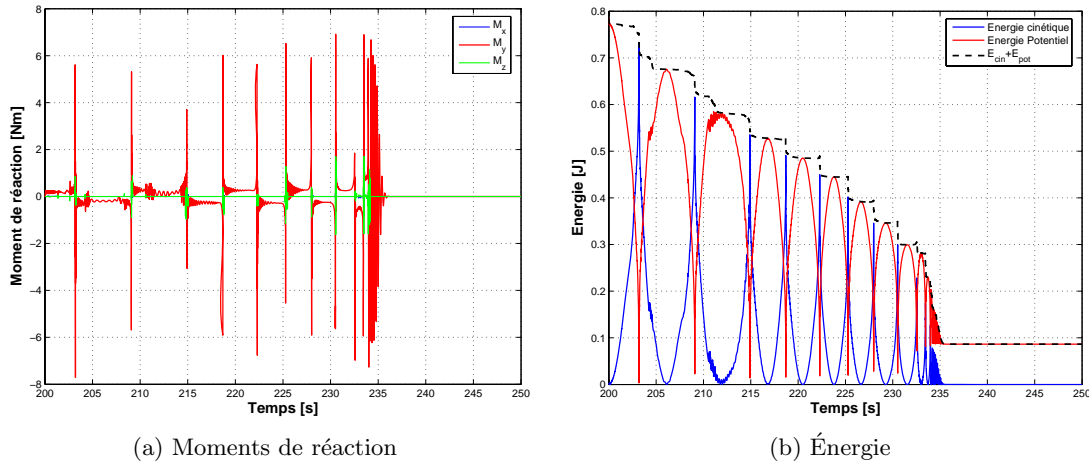 M_x
M_y
M_z
8
6
4
2
0
−2
−4
−6
−8
200 205 210 215 220 225 230 235 240 245 250
Moment de réaction [Nm]
Temps [s]
(a) Moments de réaction
Energie cinétique
Energie Potentiel
E_cin+E_pot
0.8
0.7
0.6
0.5
0.4
0.3
0.2
0.1
0
200 205 210 215 220 225 230 235 240 245 250
Energie [J]
Temps [s]
(b) Énergie